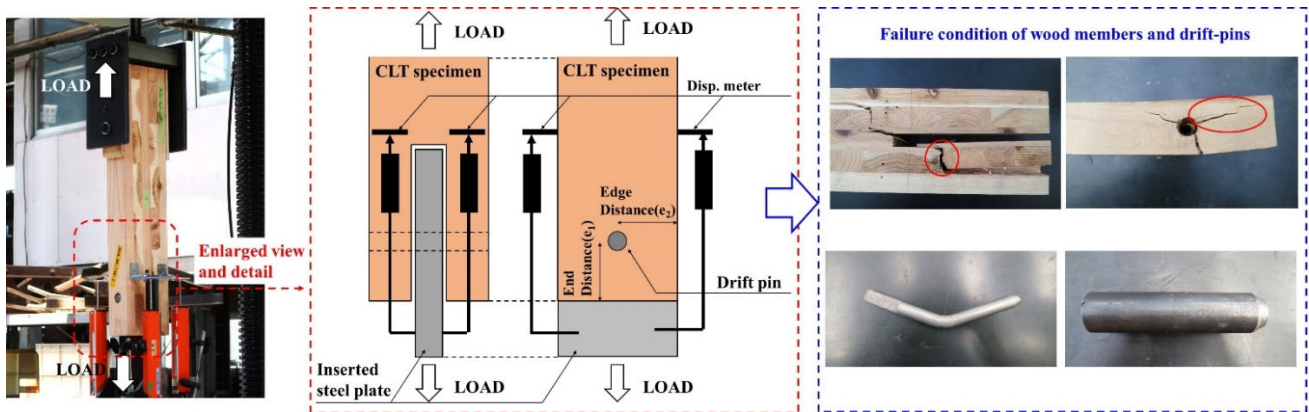 LOAD
Enlarged view
and detail
LOAD
LOAD
LOAD
CLT specimen
CLT specimen
Disp. meter
Edge
Distance(e₂)
End
Distance(e₁)
Drift pin
Inserted
steel plate
LOAD
LOAD
Failure condition of wood members and drift-pins